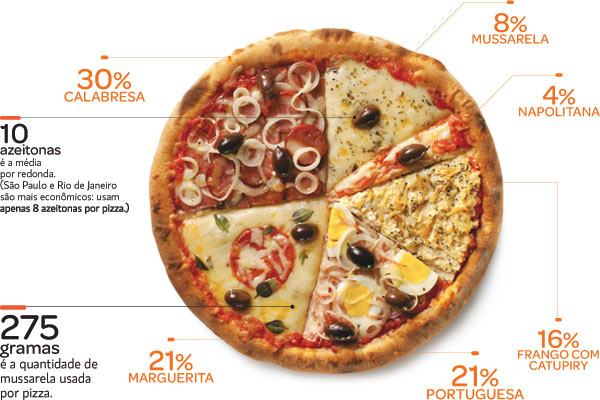 8%
MUSSARELA
30%
CALABRESA
4%
NAPOLITANA
10
azeitonas
é a média
por redonda.
(São Paulo e Rio de Janeiro
são mais econômicos: usam
apenas 8 azeitonas por pizza.)
275
gramas
é a quantidade de
mussarela usada
por pizza.
21%
MARGUERITA
21%
PORTUGUESA
16%
FRANGO COM
CATUPIRY